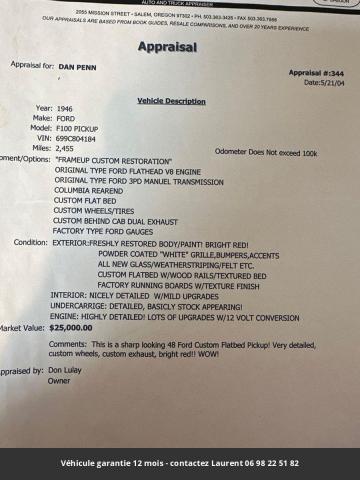 AUTO AND TRUCK APPRAISER
2055 MISSION STREET • SALEM, OREGON 97302 • PH. 503.363-3425 • FAX 503.363.7656
OUR APPRAISALS ARE BASED FROM BOOK GUIDES, RESALE COMPARISONS, AND OVER 20 YEARS EXPERIENCE
Appraisal
Appraisal for: DAN PENN
Appraisal #:344
Date:5/21/04
Vehicle Description
Year: 1946
Make: FORD
Model: F100 PICKUP
VIN: 699C804184
Miles: 2,455
Odometer Does Not exceed 100k
pment/Options: "FRAMEUP CUSTOM RESTORATION"
ORIGINAL TYPE FORD FLATHEAD V8 ENGINE
ORIGINAL TYPE FORD 3PD MANUEL TRANSMISSION
COLUMBIA REAREND
CUSTOM FLAT BED
CUSTOM WHEELS/TIRES
CUSTOM BEHIND CAB DUAL EXHAUST
FACTORY TYPE FORD GAUGES
Condition: EXTERIOR:FRESHLY RESTORED BODY/PAINT! BRIGHT RED!
POWDER COATED "WHITE" GRILLE,BUMPERS,ACCENTS
ALL NEW GLASS/WEATHERSTRIPING/FELT ETC.
CUSTOM FLATBED W/WOOD RAILS/TEXTURED BED
FACTORY RUNNING BOARDS W/TEXTURE FINISH
INTERIOR: NICELY DETAILED W/MILD UPGRADES
UNDERCARRIGE: DETAILED, BASICLY STOCK APPEARING!
ENGINE: HIGHLY DETAILED! LOTS OF UPGRADES W/12 VOLT CONVERSION
Market Value: $25,000.00
Comments: This is a sharp looking 48 Ford Custom Flatbed Pickup! Very detailed,
custom wheels, custom exhaust, bright red!! WOW!
ppraised by: Don Lulay
Owner
Véhicule garantie 12 mois - contactez Laurent 06 98 22 51 82